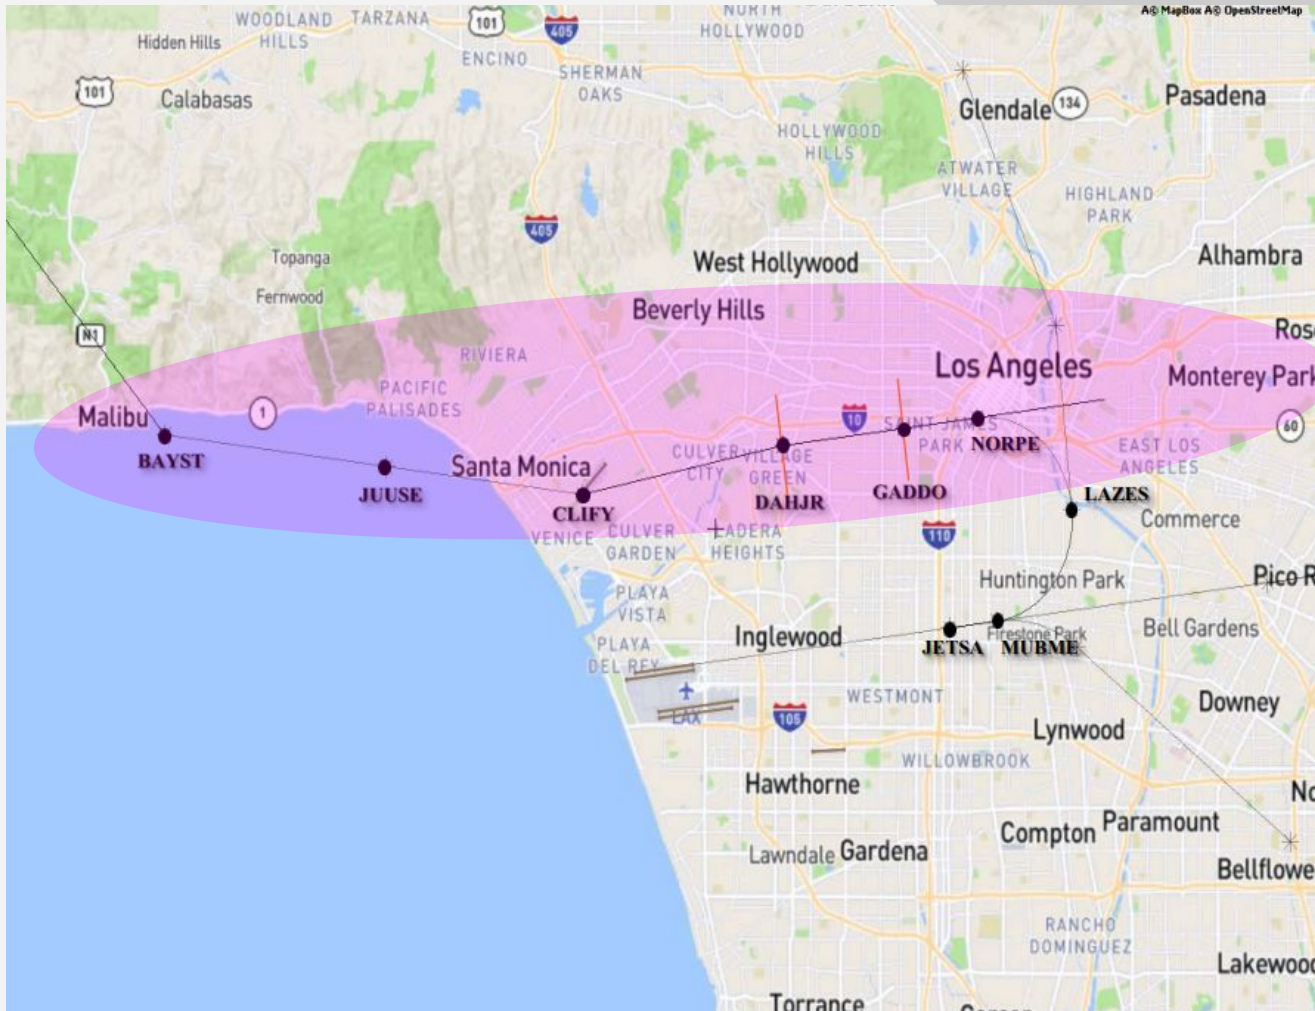 A© MapBox A© OpenStreetMap
WOODLAND HILLS
TARZANA
101
405
NORTH HOLLYWOOD
Hidden Hills
ENCINO
SHERMAN OAKS
101
Calabasas
Glendale
134
Pasadena
HOLLYWOOD HILLS
ATWATER VILLAGE
HIGHLAND PARK
405
Topanga
Fernwood
West Hollywood
Alhambra
N1
Beverly Hills
RIVIERA
Los Angeles
Rose
Monterey Park
PACIFIC PALISADES
Malibu
1
10
SAINT JAMES PARK
NORPE
60
BAYST
JUUSE
Santa Monica
CLIFY
CULVER CITY
VILLAGE GREEN
DAHJR
GADDO
EAST LOS ANGELES
LAZES
Commerce
VENICE
CULVER GARDEN
LADERA HEIGHTS
110
Huntington Park
Pico R
PLAYA VISTA
Inglewood
JETSA
MUBME
Firestone Park
Bell Gardens
PLAYA DEL REY
LAX
105
WESTMONT
Downey
Lynwood
WILLOWBROOK
Hawthorne
No
Compton
Paramount
Lawndale
Gardena
Bellflowe
RANCHO DOMINGUEZ
Lakewood
Torrance